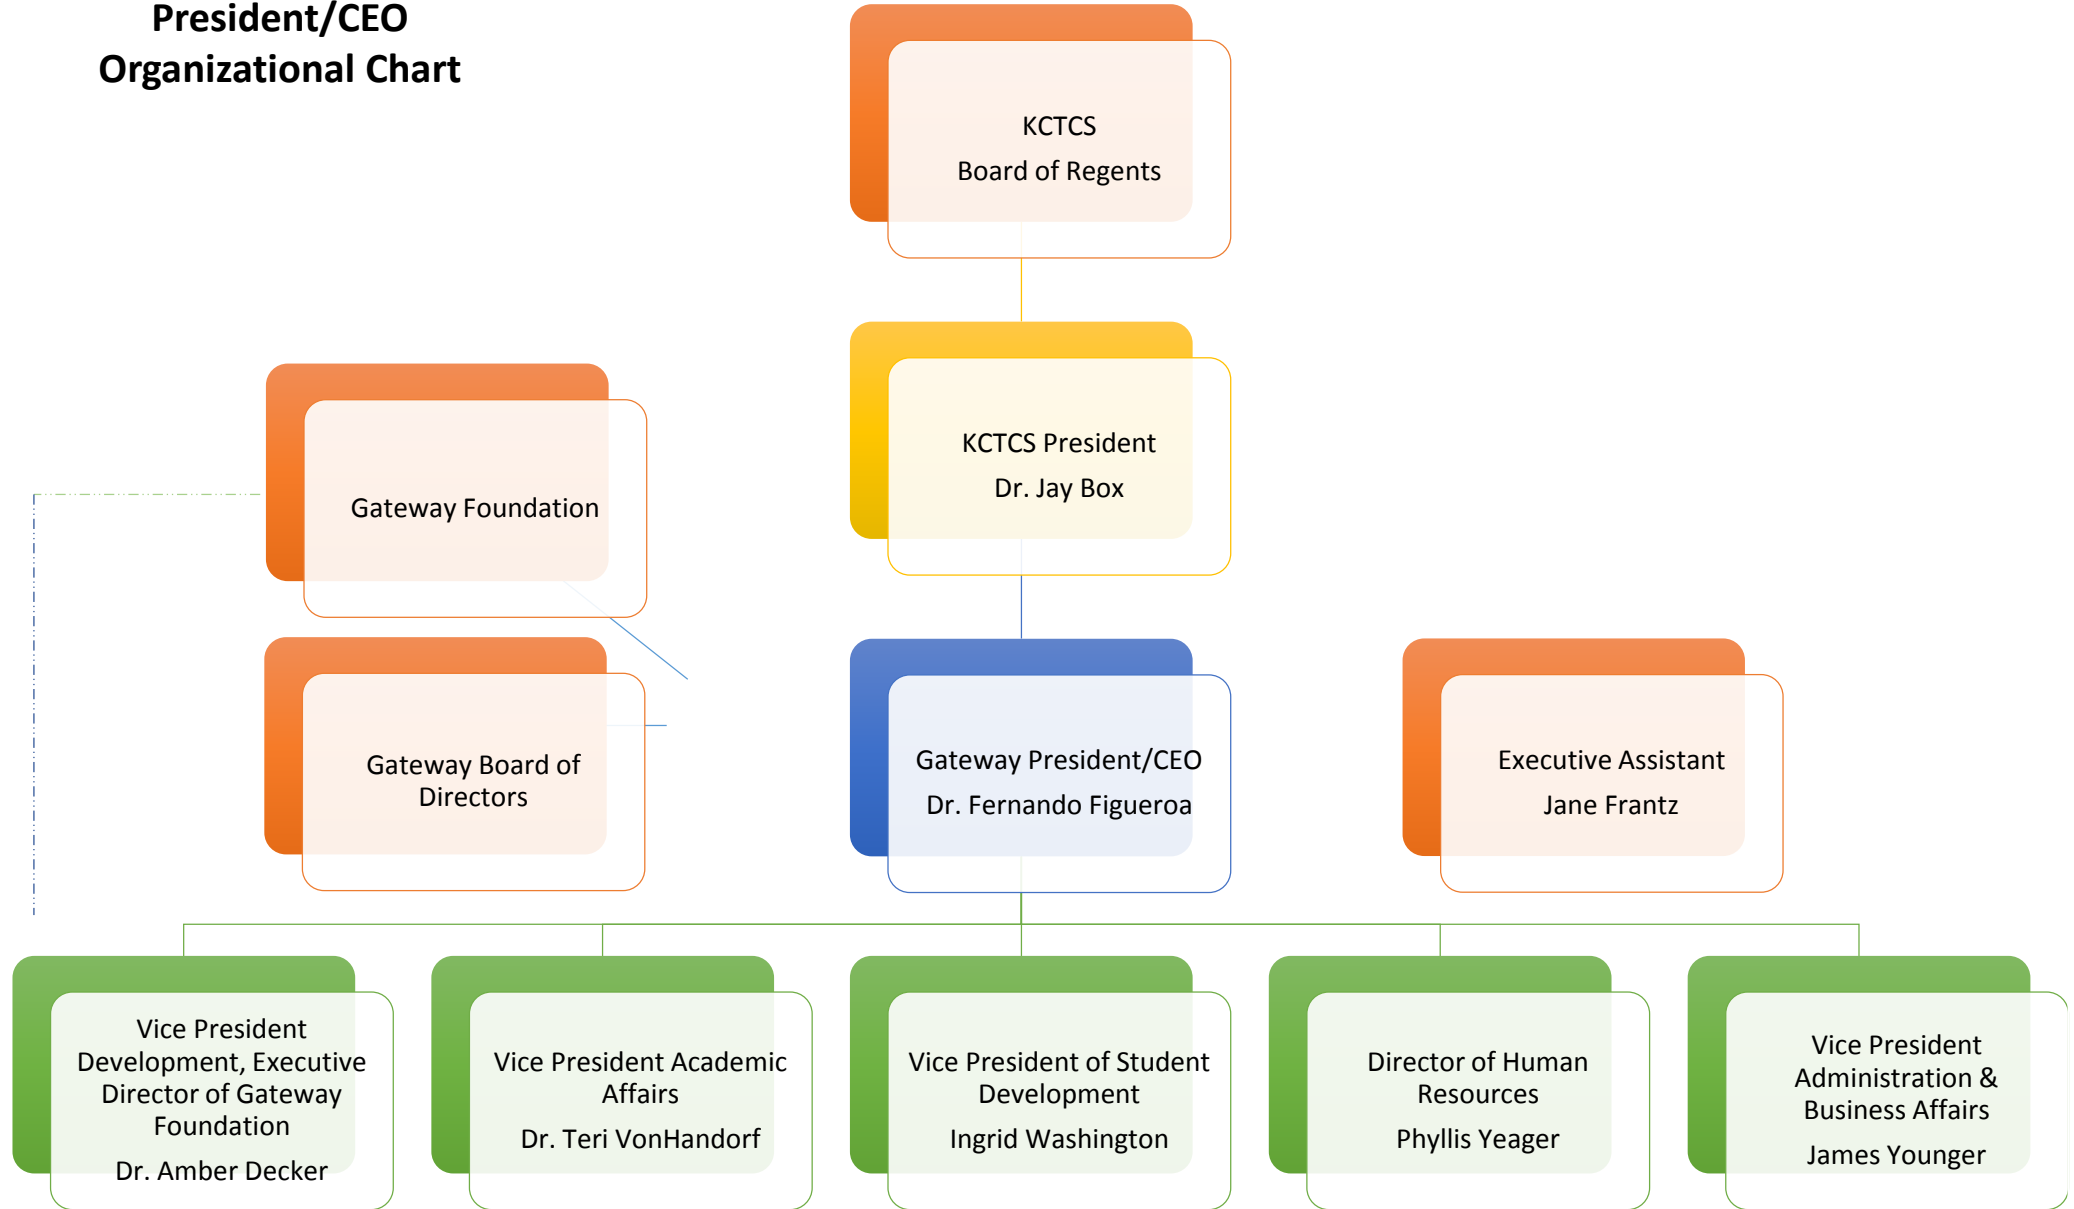 President/CEO
Organizational Chart
KCTCS
Board of Regents
KCTCS President
Dr. Jay Box
Gateway Foundation
Gateway Board of
Directors
Gateway President/CEO
Dr. Fernando Figueroa
Executive Assistant
Jane Frantz
Vice President
Development, Executive
Director of Gateway
Foundation
Dr. Amber Decker
Vice President Academic
Affairs
Dr. Teri VonHandorf
Vice President of Student
Development
Ingrid Washington
Director of Human
Resources
Phyllis Yeager
Vice President
Administration &
Business Affairs
James Younger